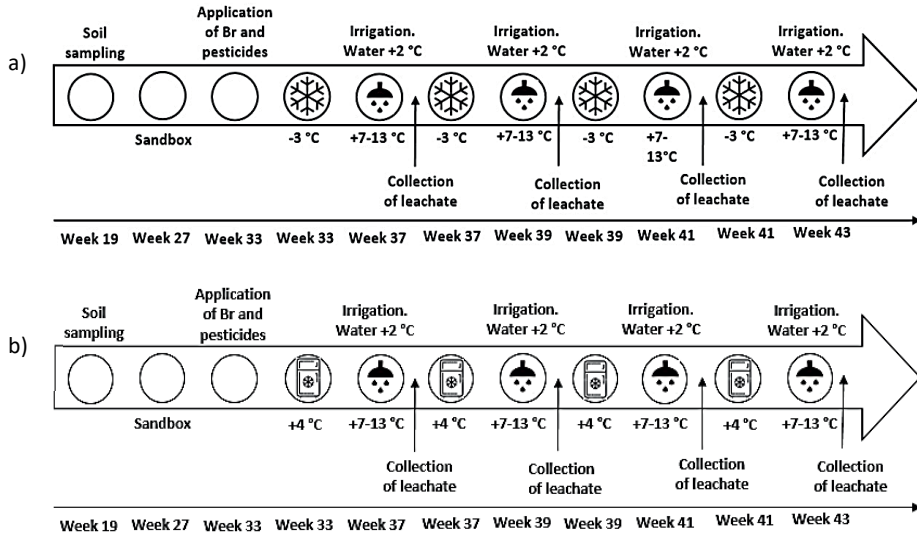 a)
Soil
sampling
Application
of Br and
pesticides
Irrigation.
Water +2 °C
Irrigation.
Water +2 °C
Irrigation.
Water +2 °C
Irrigation.
Water +2 °C
Sandbox
-3 °C
+7-13 °C
-3 °C
+7-13 °C
-3 °C
+7-
13°C
-3 °C
+7-13 °C
Collection
of leachate
Collection
of leachate
Collection
of leachate
Collection
of leachate
Week 19 Week 27 Week 33 Week 33 Week 37 Week 37 Week 39 Week 39 Week 41 Week 41 Week 43
b)
Soil
sampling
Application
of Br and
pesticides
Irrigation.
Water +2 °C
Irrigation.
Water +2 °C
Irrigation.
Water +2 °C
Irrigation.
Water +2 °C
Sandbox
+4 °C
+7-13 °C
+4 °C
+7-13 °C
+4 °C
+7-13 °C
+4 °C
+7-13 °C
Collection
of leachate
Collection
of leachate
Collection
of leachate
Collection
of leachate
Week 19 Week 27 Week 33 Week 33 Week 37 Week 37 Week 39 Week 39 Week 41 Week 41 Week 43